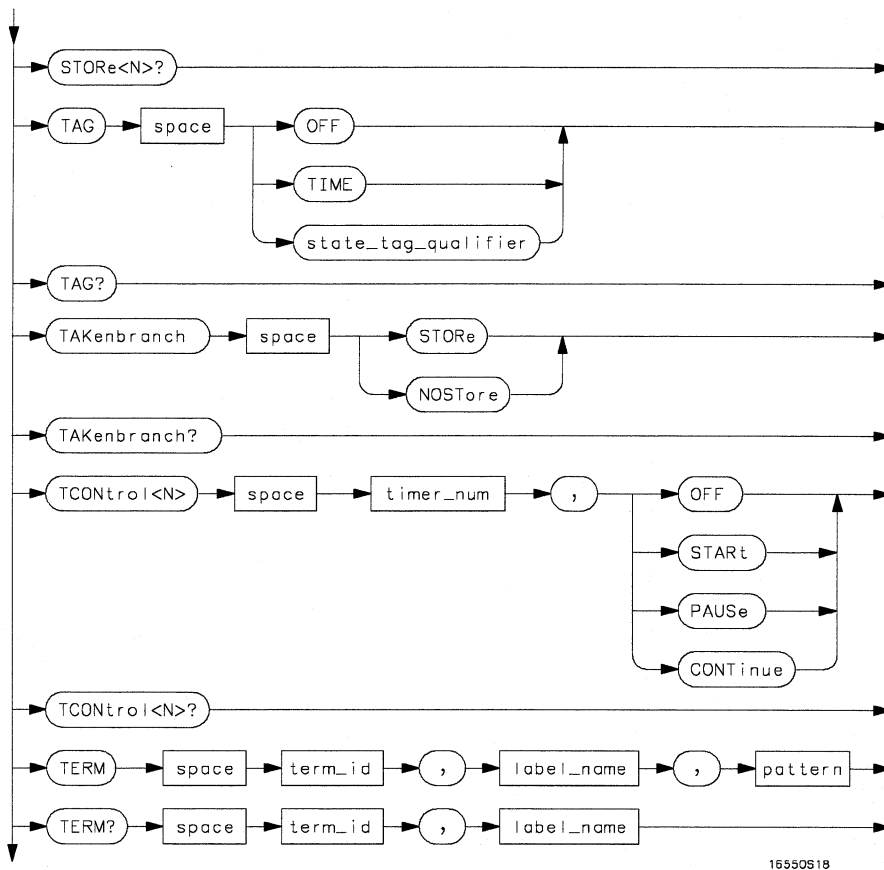 STORe<N>?
TAG space OFF
TIME
state_tag_qualifier
TAG?
TAKenbranch space STORe
NOSTore
TAKenbranch?
TCONtrol<N> space timer_num , OFF
STARt
PAUSe
CONTinue
TCONtrol<N>?
TERM space term_id , label_name , pattern
TERM? space term_id , label_name
16550S18